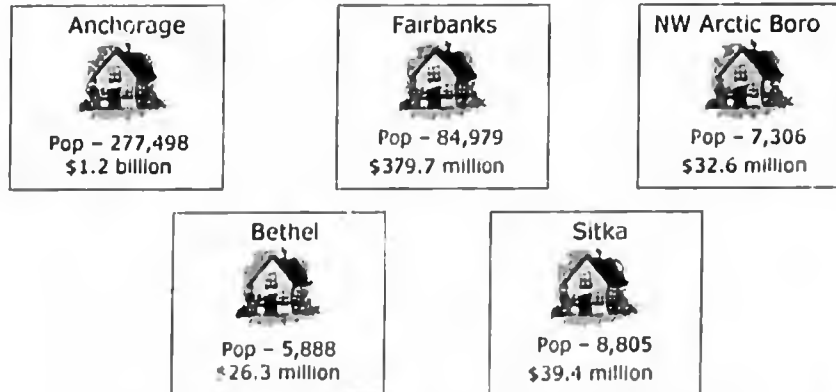 Anchorage
Pop – 277,498
$1.2 billion
Fairbanks
Pop – 84,979
$379.7 million
NW Arctic Boro
Pop – 7,306
$32.6 million
Bethel
Pop – 5,888
$26.3 million
Sitka
Pop – 8,805
$39.4 million